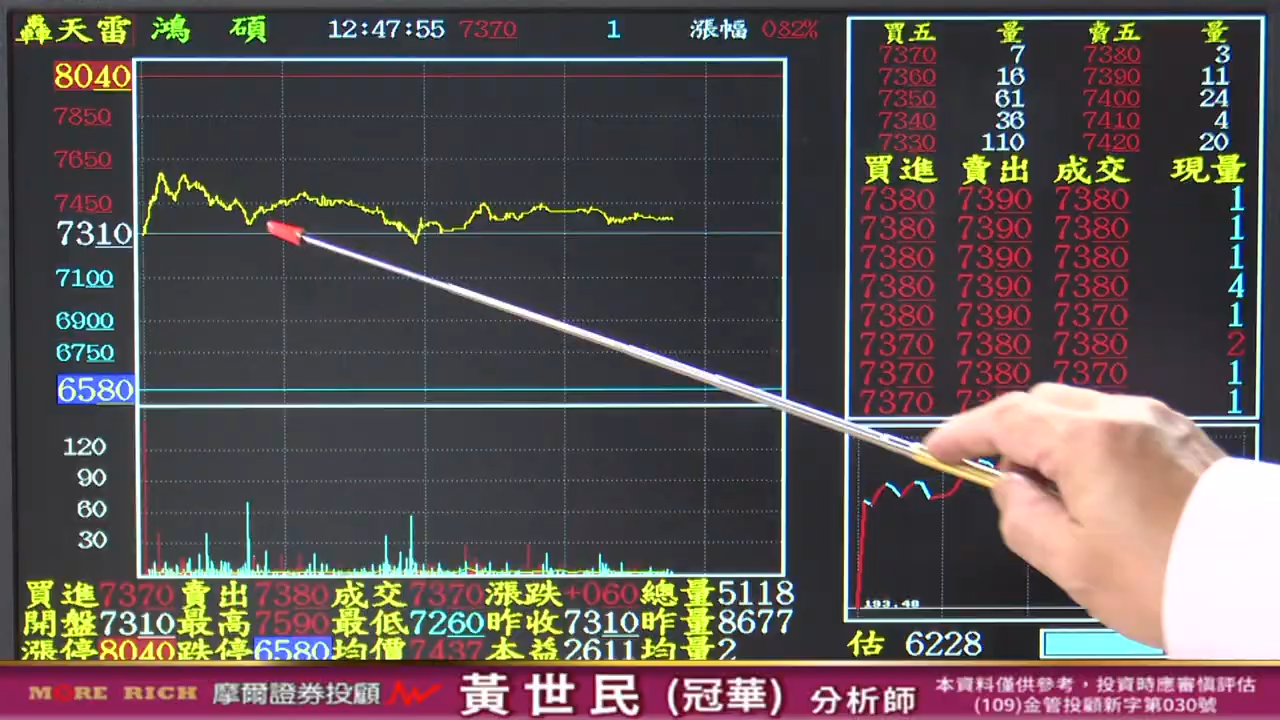 轟天雷 鴻 碩 12:47:55 7370 1 漲幅 082%
8040
7850
7650
7450
7310
7100
6900
6750
6580
120
90
60
30
買五 量 賣五 量
7370 7 7380 3
7360 16 7390 11
7350 61 7400 24
7340 36 7410 4
7330 110 7420 20
買進 賣出 成交 現量
7380 7390 7380 1
7380 7390 7380 1
7380 7390 7380 1
7380 7390 7380 4
7380 7390 7370 1
7370 7380 7380 2
7370 7380 7370 1
7370 1
193.48
買進7370賣出7380成交7370漲跌+060總量5118
開盤7310最高7590最低7260昨收7310昨量8677
漲停8040跌停6580均價7437本益2611均量2
估 6228
MORE RICH 摩爾證券投顧 黃世民(冠華)分析師
本資料僅供參考，投資時應審慎評估
(109)金管投顧新字第030號